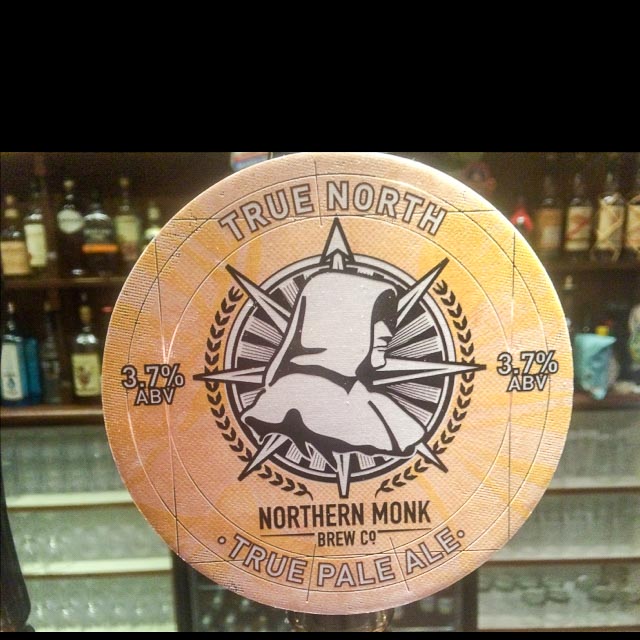 TRUE NORTH
3.7%
ABV
3.7%
ABV
NORTHERN MONK
BREW CO
· TRUE PALE ALE ·